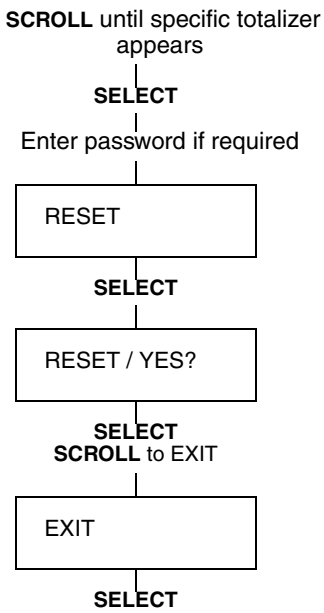 SCROLL until specific totalizer
appears
SELECT
Enter password if required
RESET
SELECT
RESET / YES?
SELECT
SCROLL to EXIT
EXIT
SELECT